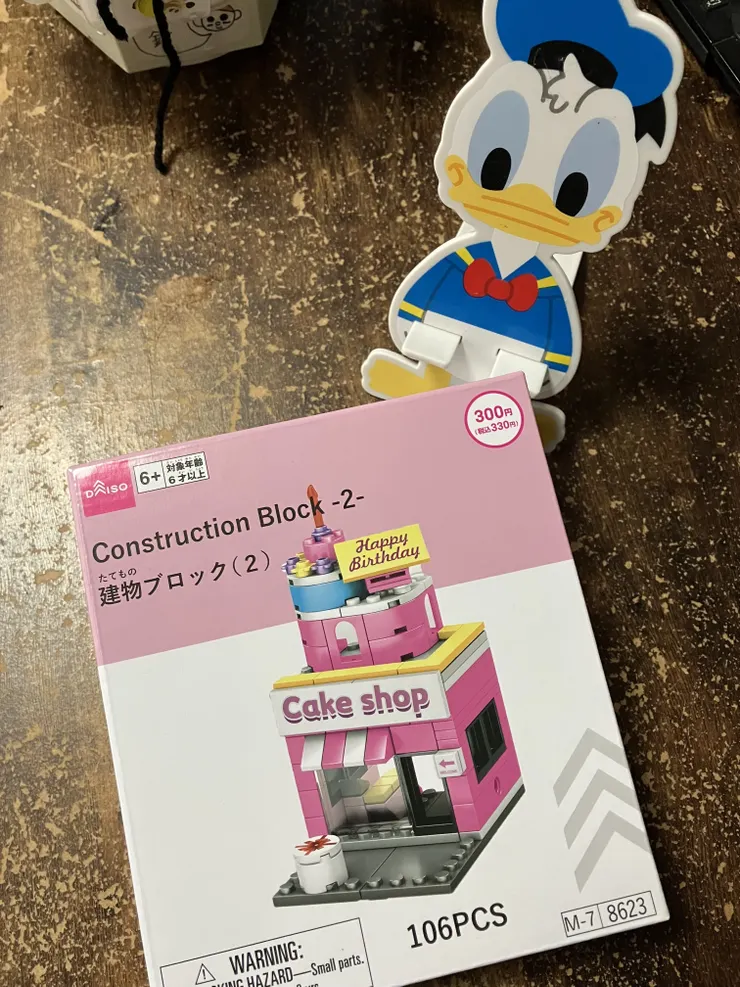 300円
(税込330円)
DAISO
6+
対象年齢
6才以上
Construction Block -2-
たてもの
建物ブロック(2)
Happy
Birthday
Cake shop
106PCS
M-7 8623
WARNING:
HAZARD—Small parts.